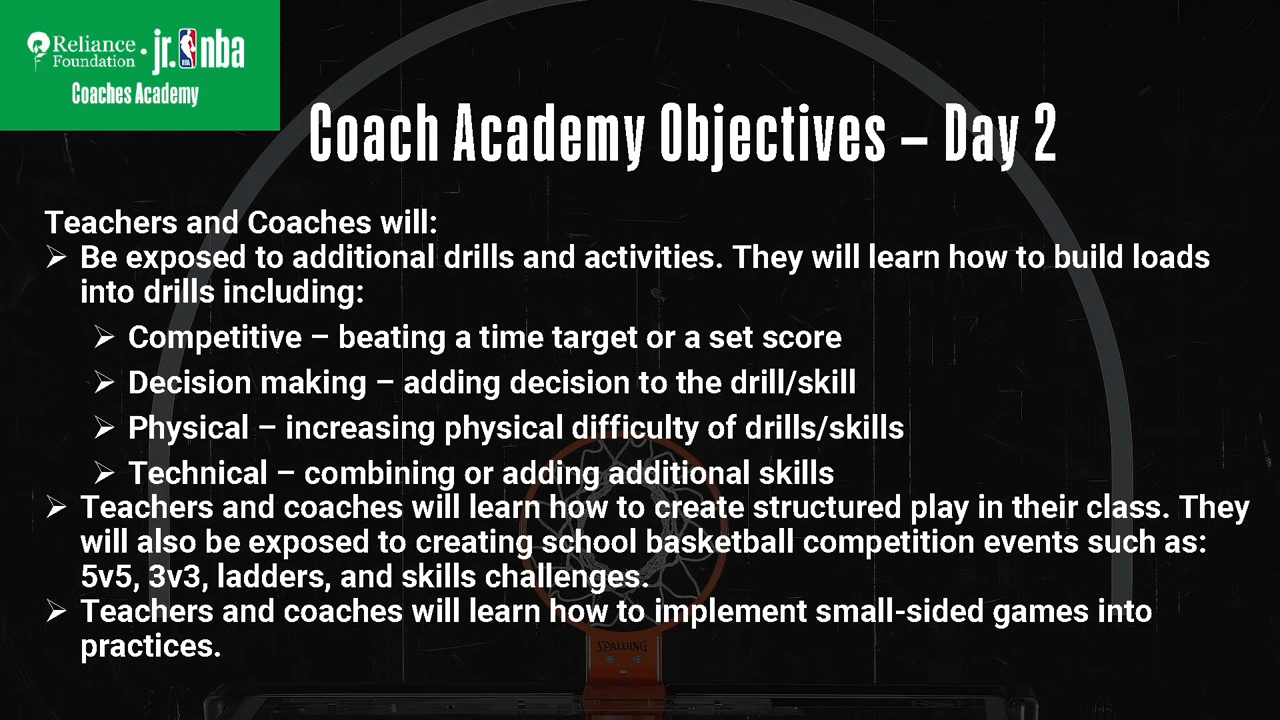 Reliance
Foundation
jr. nba
Coaches Academy
Coach Academy Objectives – Day 2
Teachers and Coaches will:
➢ Be exposed to additional drills and activities. They will learn how to build loads
into drills including:
➢ Competitive – beating a time target or a set score
➢ Decision making – adding decision to the drill/skill
➢ Physical – increasing physical difficulty of drills/skills
➢ Technical – combining or adding additional skills
➢ Teachers and coaches will learn how to create structured play in their class. They
will also be exposed to creating school basketball competition events such as:
5v5, 3v3, ladders, and skills challenges.
➢ Teachers and coaches will learn how to implement small-sided games into
practices.
SPALDING